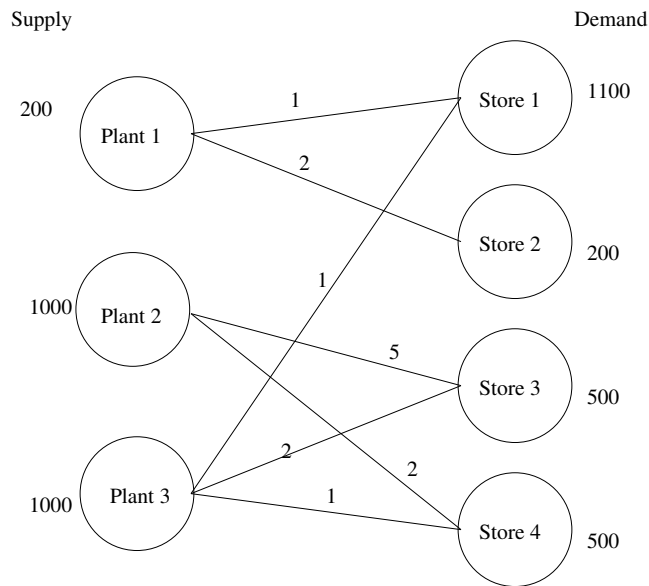 Supply
Demand
200
Plant 1
1
Store 1
1100
2
Store 2
200
1
1000
Plant 2
5
Store 3
500
2
2
1000
Plant 3
1
Store 4
500